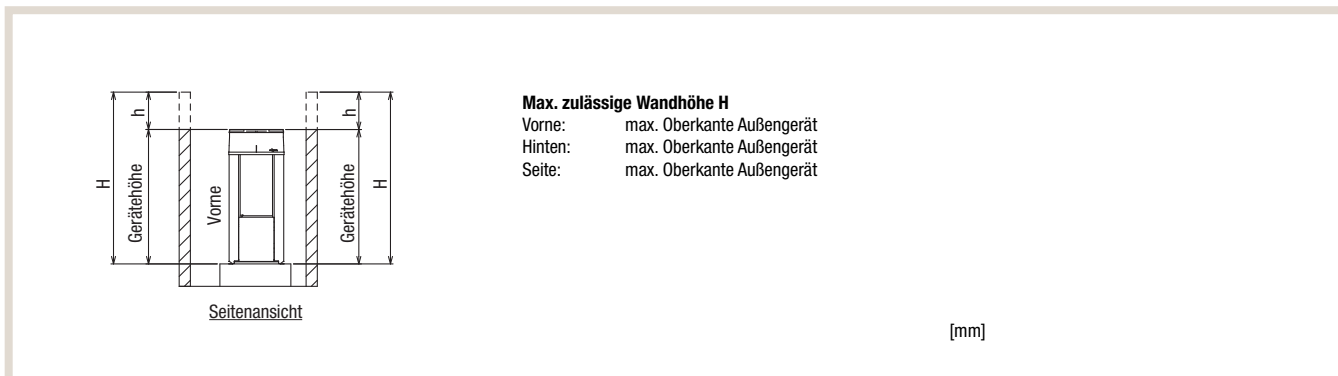 Max. zulässige Wandhöhe H
Vorne: max. Oberkante Außengerät
Hinten: max. Oberkante Außengerät
Seite: max. Oberkante Außengerät
H
h
Gerätehöhe
Vorne
h
Gerätehöhe
H
Seitenansicht
[mm]